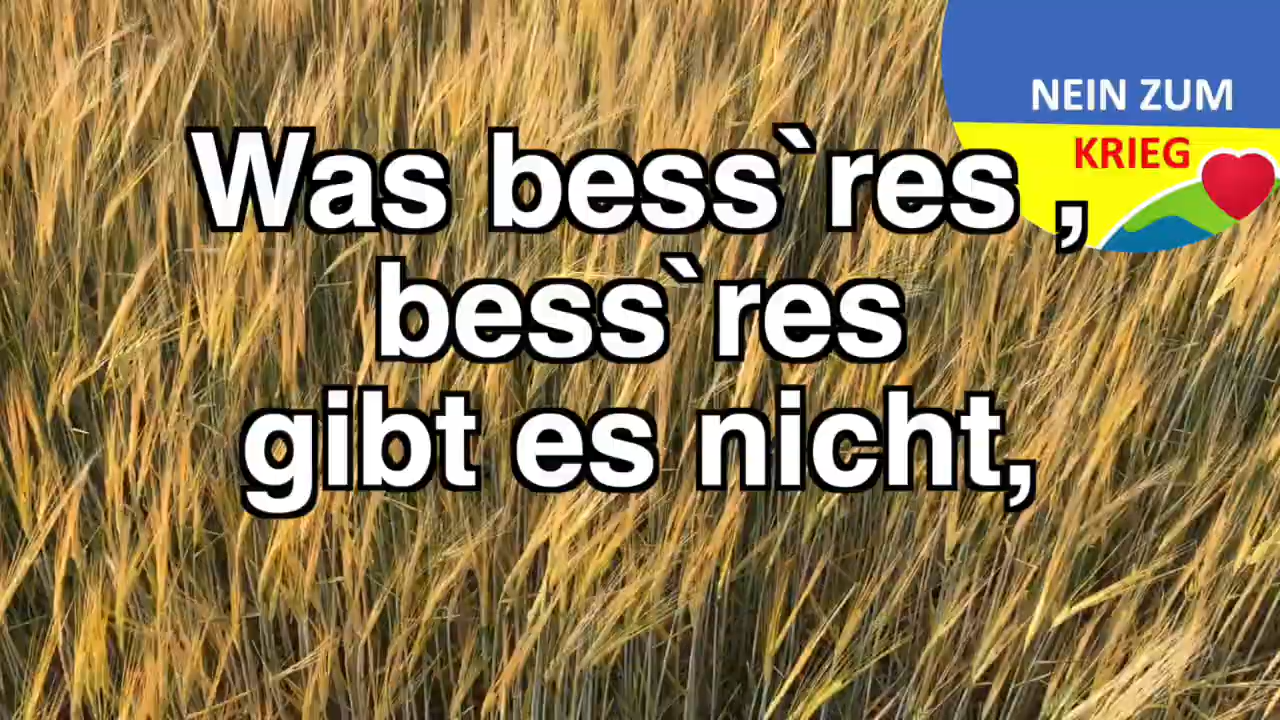 NEIN ZUM
KRIEG
Was bess`res ,
bess`res
gibt es nicht,